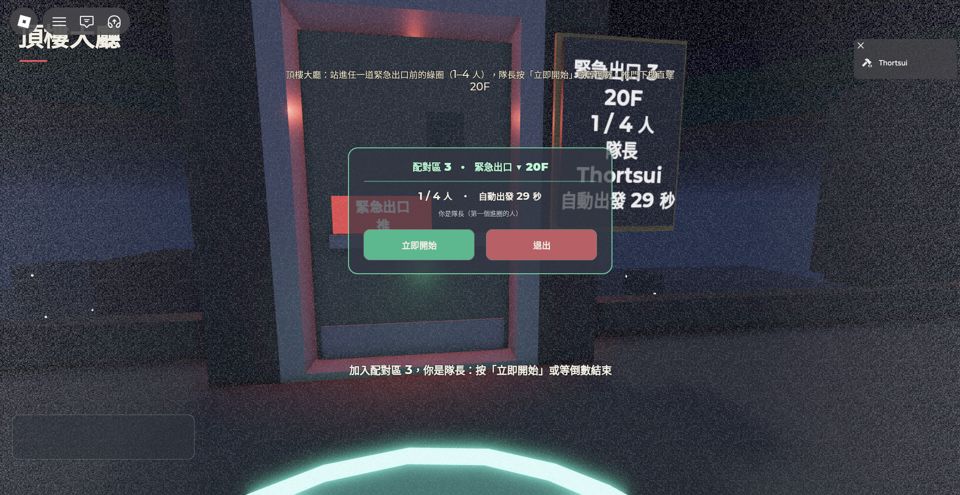 頂樓大廳
Thortsui
頂樓大廳：站進任一道緊急出口前的綠圈（1–4 人），隊長按「立即開始」
20F
緊急出口 3
20F
1 / 4 人
隊長
Thortsui
自動出發 29 秒
配對區 3 • 緊急出口 ▼ 20F
1 / 4 人 • 自動出發 29 秒
你是隊長（第一個進圈的人）
緊急出口
推
立即開始
退出
加入配對區 3，你是隊長：按「立即開始」或等倒數結束